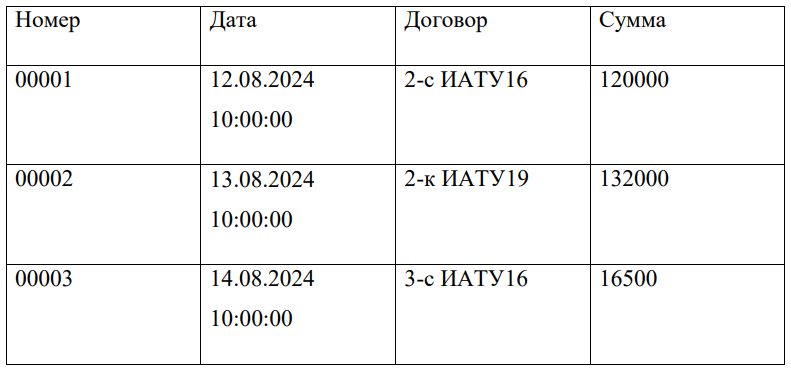 Номер Дата Договор Сумма
00001 12.08.2024 2-с ИАТУ16 120000
10:00:00
00002 13.08.2024 2-к ИАТУ19 132000
10:00:00
00003 14.08.2024 3-с ИАТУ16 16500
10:00:00